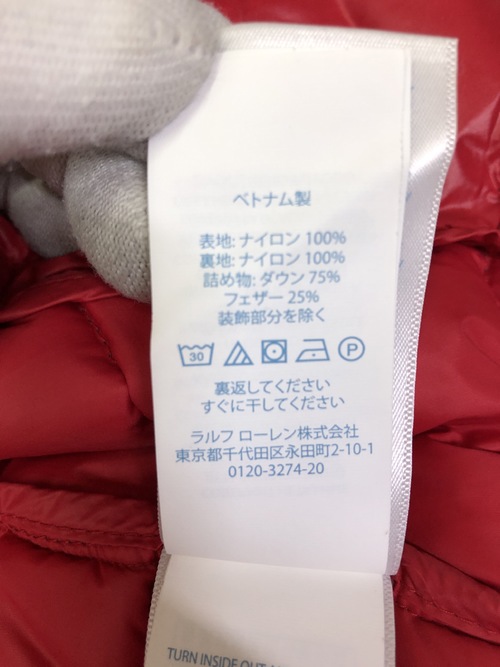 ベトナム製
表地: ナイロン 100%
裏地: ナイロン 100%
詰め物: ダウン 75%
フェザー 25%
装飾部分を除く
30
P
裏返してください
すぐに干してください
ラルフ ローレン株式会社
東京都千代田区永田町2-10-1
0120-3274-20
TURN INSIDE OUT